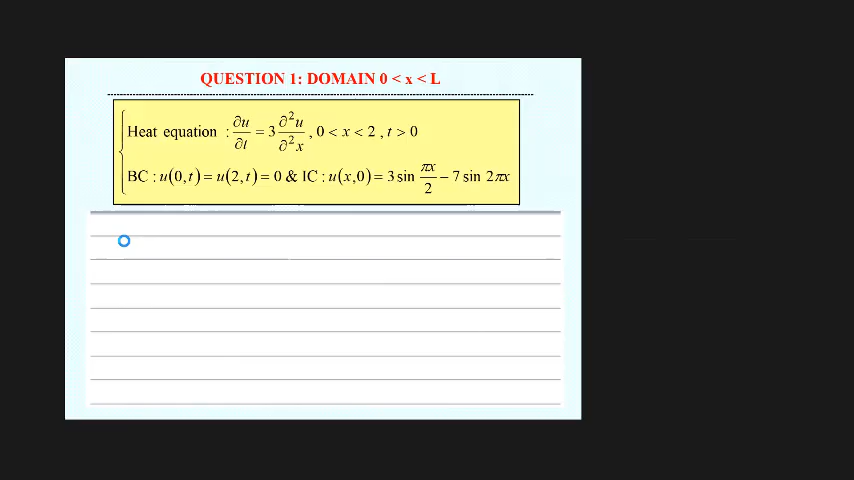 QUESTION 1: DOMAIN 0 < x < L
Heat equation : ∂u/∂t = 3 ∂²u/∂²x , 0 < x < 2 , t > 0
BC : u(0,t) = u(2,t) = 0 & IC : u(x,0) = 3 sin πx/2 − 7 sin 2πx